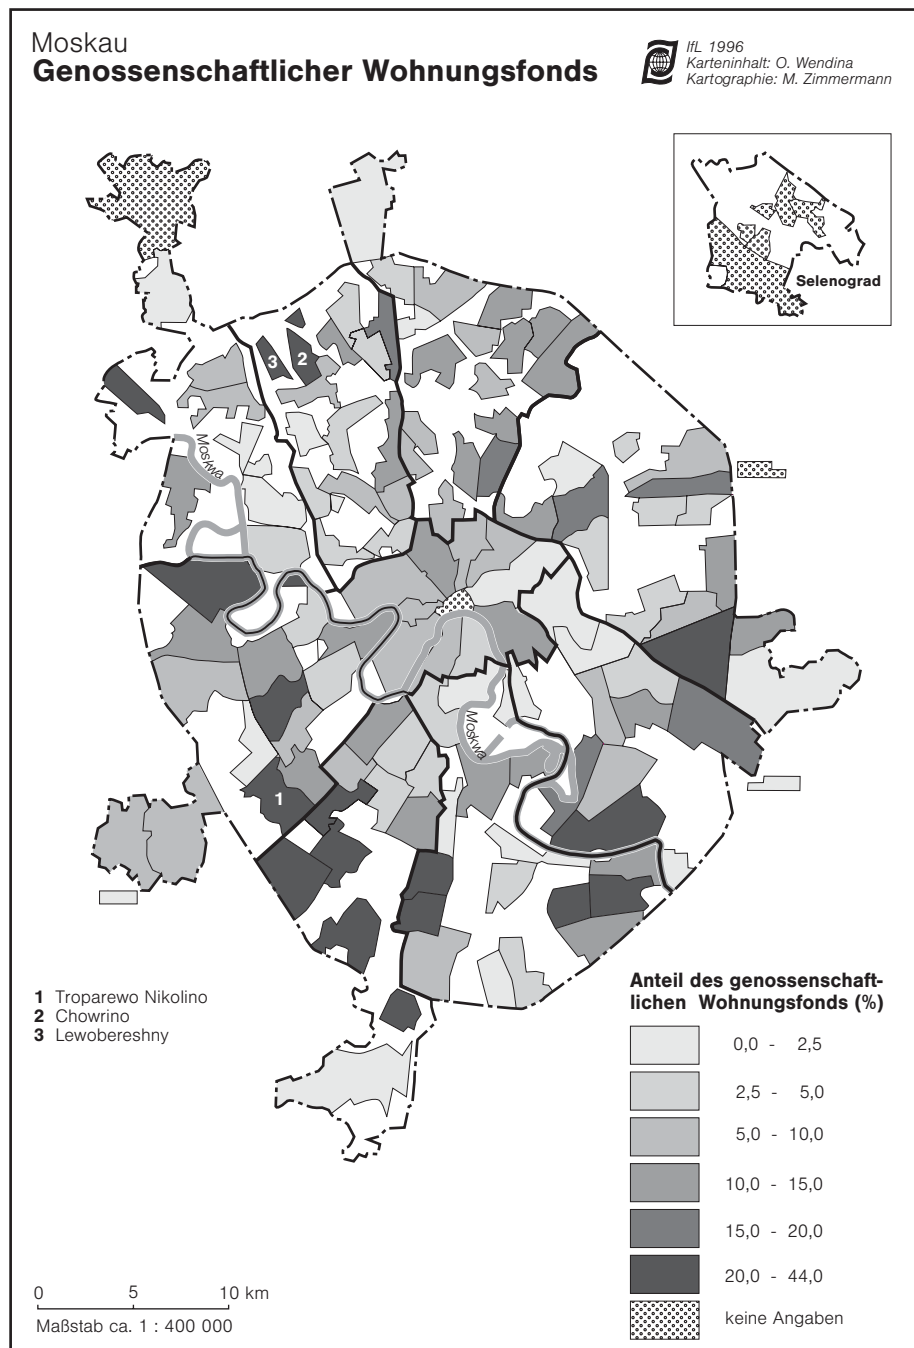 Moskau
Genossenschaftlicher Wohnungsfonds
IfL 1996
Karteninhalt: O. Wendina
Kartographie: M. Zimmermann
Selenograd
3
2
Moskwa
Moskwa
1
1 Troparewo Nikolino
2 Chowrino
3 Lewobereshny
Anteil des genossenschaft-
lichen Wohnungsfonds (%)
0,0 - 2,5
2,5 - 5,0
5,0 - 10,0
10,0 - 15,0
15,0 - 20,0
20,0 - 44,0
keine Angaben
0 5 10 km
Maßstab ca. 1 : 400 000